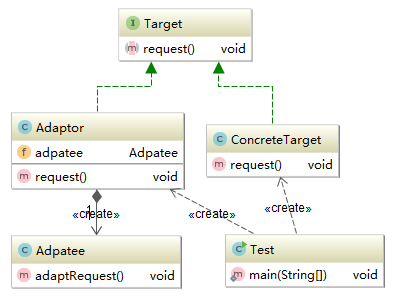 I Target
m request() void
C Adaptor
f adpatee Adpatee
m request() void
C ConcreteTarget
m request() void
«create»
1
«create»
«create»
C Adpatee
m adaptRequest() void
C Test
m main(String[]) void